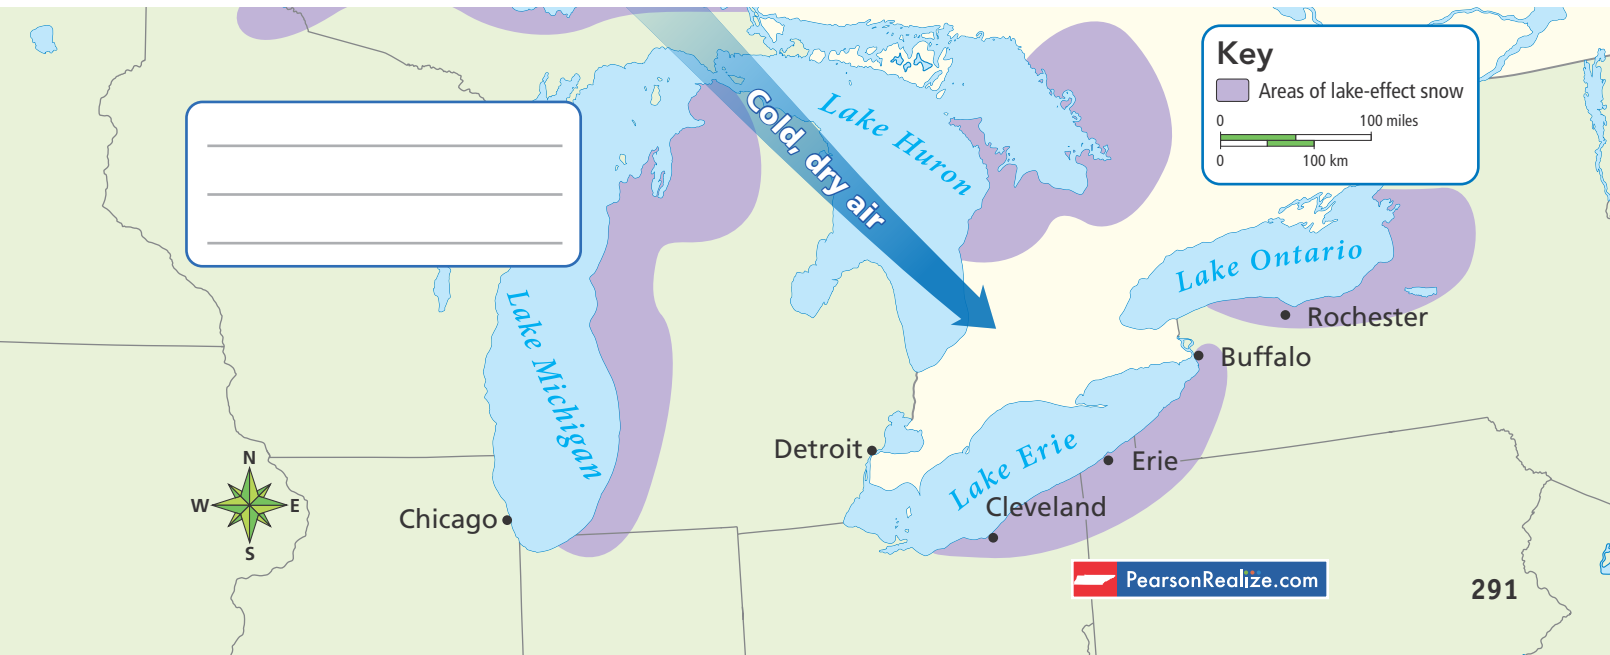 Key
Areas of lake-effect snow
0 100 miles
0 100 km
Cold, dry air
Lake Huron
Lake Ontario
Rochester
Buffalo
Lake Michigan
Detroit
Lake Erie
Erie
Cleveland
Chicago
N
W E
S
PearsonRealize.com
291